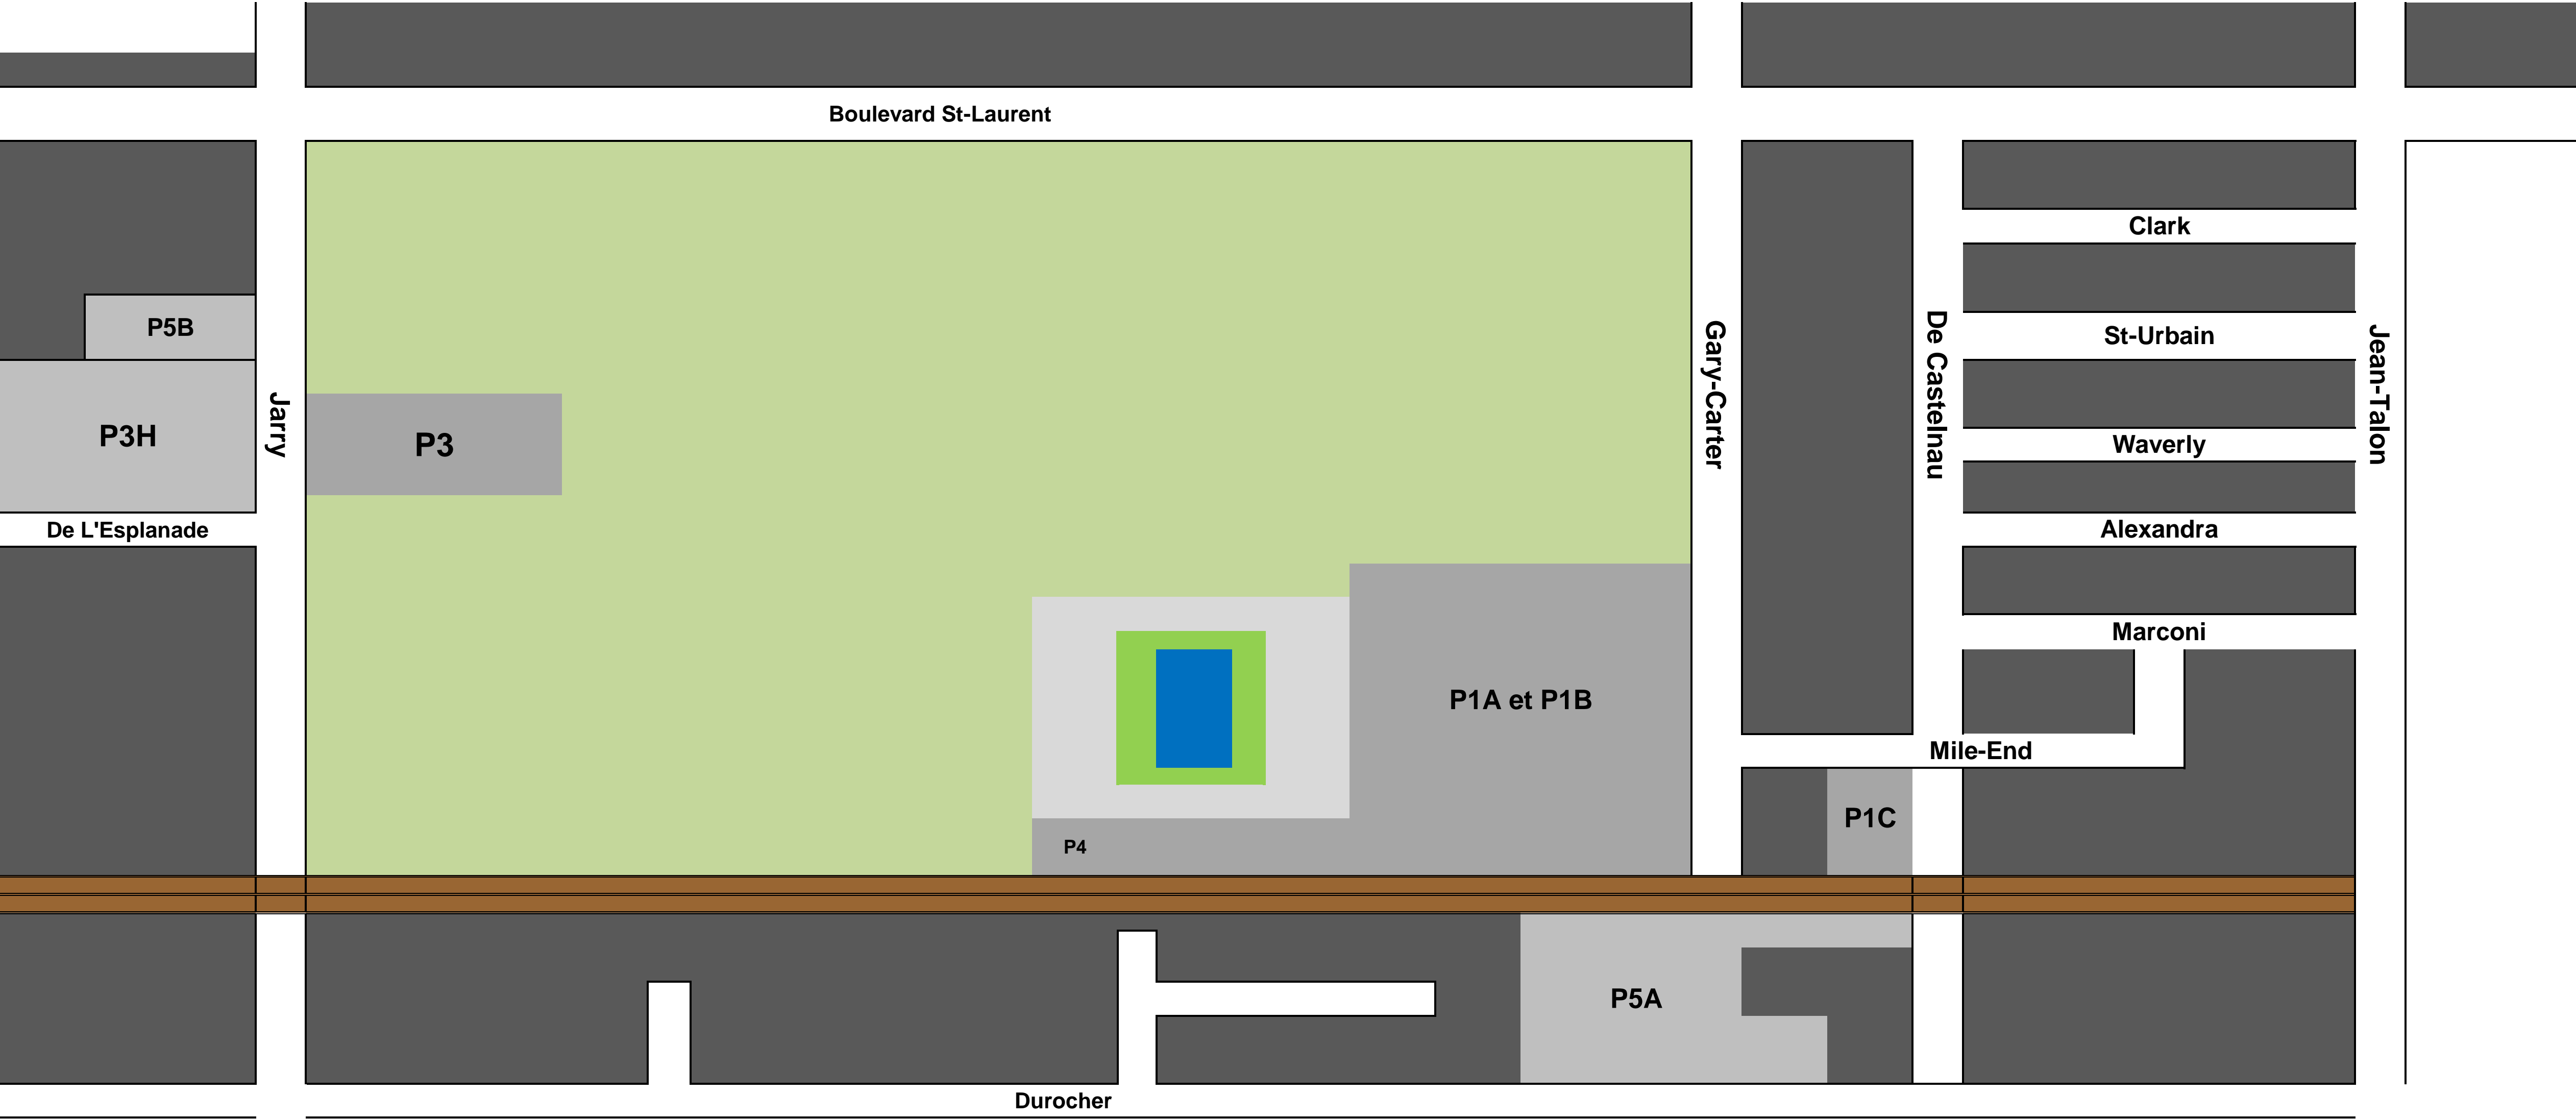 Boulevard St-Laurent
Clark
P5B
St-Urbain
Gary-Carter
De Castelnau
Jean-Talon
Jarry
P3H
P3
Waverly
De L'Esplanade
Alexandra
Marconi
P1A et P1B
Mile-End
P1C
P4
P5A
Durocher